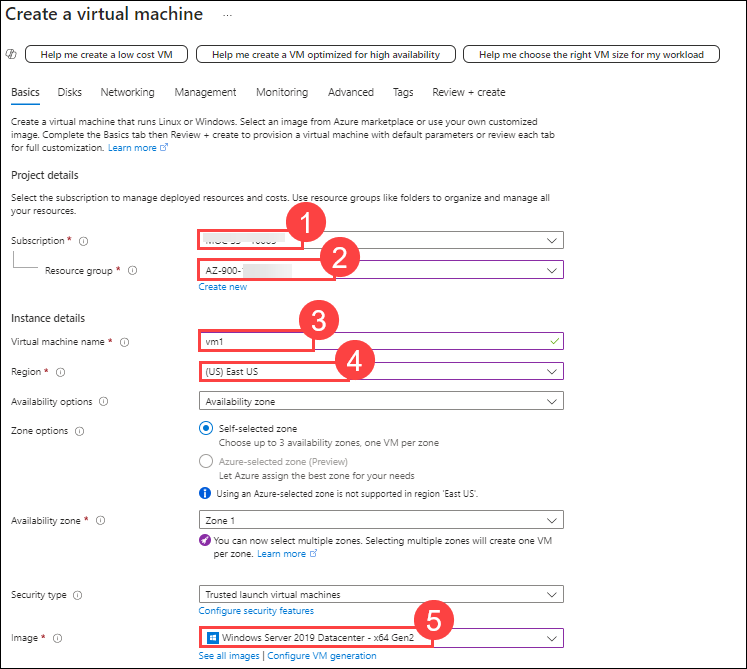 Create a virtual machine ...
Help me create a low cost VM
Help me create a VM optimized for high availability
Help me choose the right VM size for my workload
Basics Disks Networking Management Monitoring Advanced Tags Review + create
Create a virtual machine that runs Linux or Windows. Select an image from Azure marketplace or use your own customized
image. Complete the Basics tab then Review + create to provision a virtual machine with default parameters or review each tab
for full customization. Learn more
Project details
Select the subscription to manage deployed resources and costs. Use resource groups like folders to organize and manage all
your resources.
1
Subscription *
2
Resource group * AZ-900-
Create new
Instance details
3
Virtual machine name * vm1
4
Region * (US) East US
Availability options Availability zone
Zone options Self-selected zone
Choose up to 3 availability zones, one VM per zone
Azure-selected zone (Preview)
Let Azure assign the best zone for your needs
Using an Azure-selected zone is not supported in region 'East US'.
Availability zone * Zone 1
You can now select multiple zones. Selecting multiple zones will create one VM
per zone. Learn more
Security type Trusted launch virtual machines
Configure security features
5
Image * Windows Server 2019 Datacenter - x64 Gen2
See all images | Configure VM generation